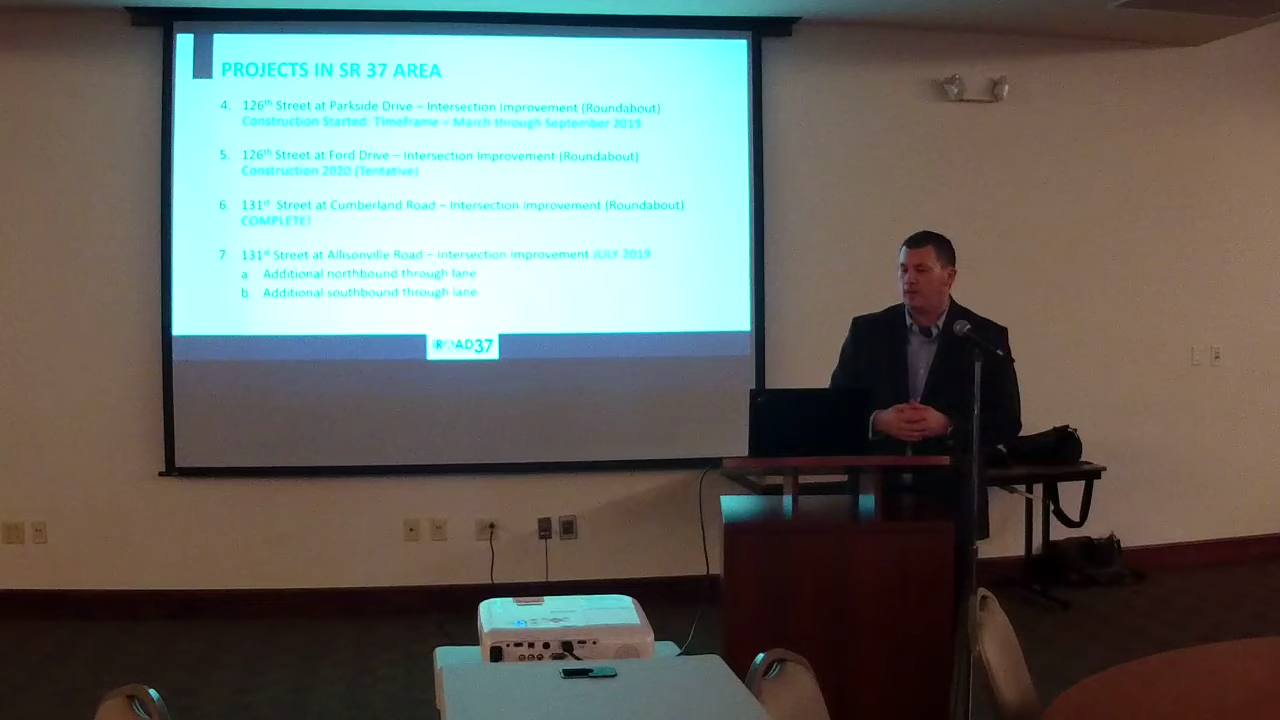 PROJECTS IN SR 37 AREA
4. 126th Street at Parkside Drive – Intersection Improvement (Roundabout)
Construction Started: Timeframe – March through September 2019
5. 126th Street at Ford Drive – Intersection Improvement (Roundabout)
Construction 2020 (Tentative)
6. 131st Street at Cumberland Road – Intersection Improvement (Roundabout)
COMPLETE!
7 131st Street at Allisonville Road – Intersection Improvement JULY 2019
a Additional northbound through lane
b. Additional southbound through lane
ROAD37